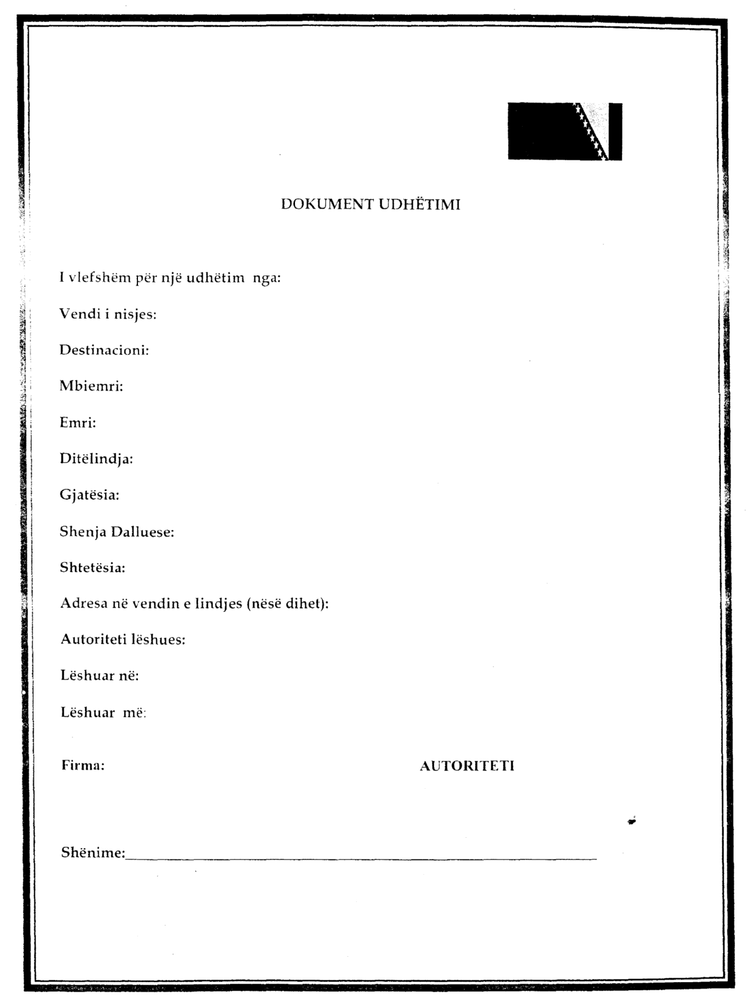 DOKUMENT UDHËTIMI
I vlefshëm për një udhëtim nga:
Vendi i nisjes:
Destinacioni:
Mbiemri:
Emri:
Ditëlindja:
Gjatësia:
Shenja Dalluese:
Shtetësia:
Adresa në vendin e lindjes (nësë dihet):
Autoriteti lëshues:
Lëshuar në:
Lëshuar më:
Firma: AUTORITETI
Shënime: